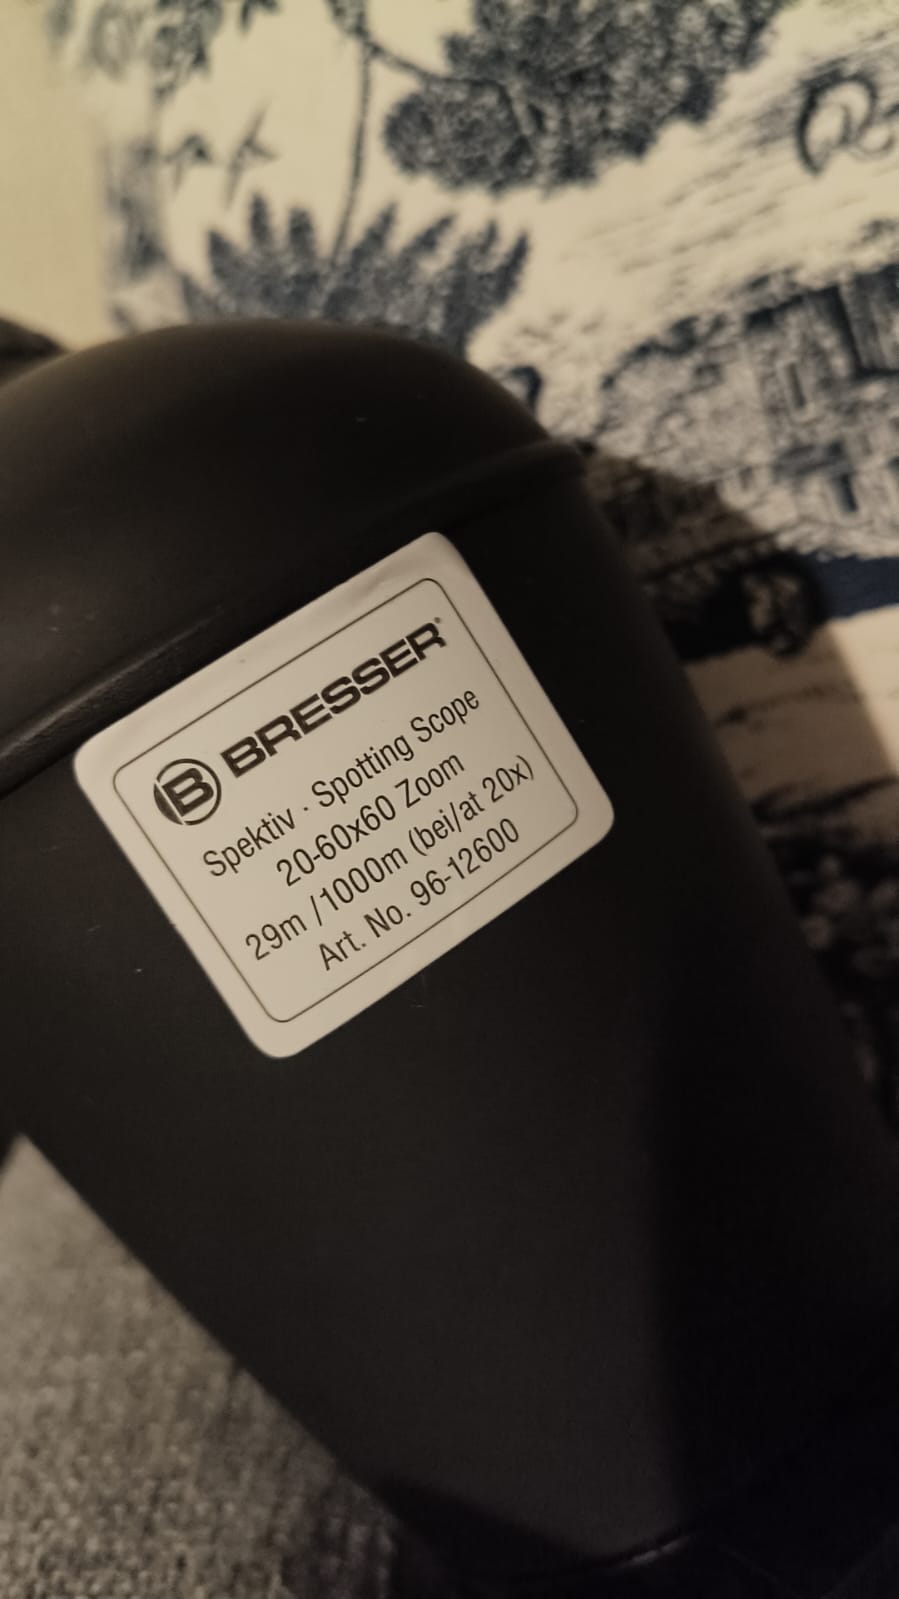 B BRESSER®
Spektiv · Spotting Scope
20-60x60 Zoom
29m /1000m (bei/at 20x)
Art. No. 96-12600